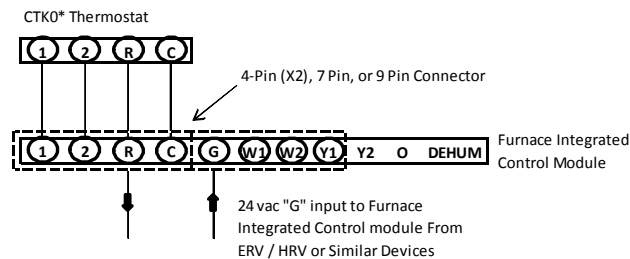 CTK0* Thermostat
1 2 R C
4-Pin (X2), 7 Pin, or 9 Pin Connector
1 2 R C G W1 W2 Y1 Y2 O DEHUM
Furnace Integrated
Control Module
24 vac "G" input to Furnace
Integrated Control module From
ERV / HRV or Similar Devices